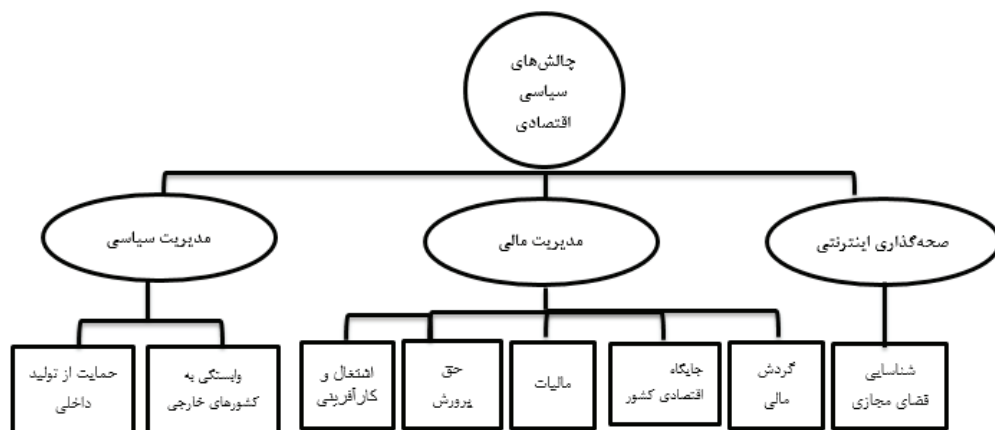 چالش‌های
سیاسی
اقتصادی
صحه‌گذاری اینترنتی
مدیریت مالی
مدیریت سیاسی
شناسایی
قضای مجازی
گردش
مالی
جایگاه
اقتصادی کشور
مالیات
حق
پرورش
اشتغال و
کارآفرینی
وابستگی به
کشورهای خارجی
حمایت از تولید
داخلی